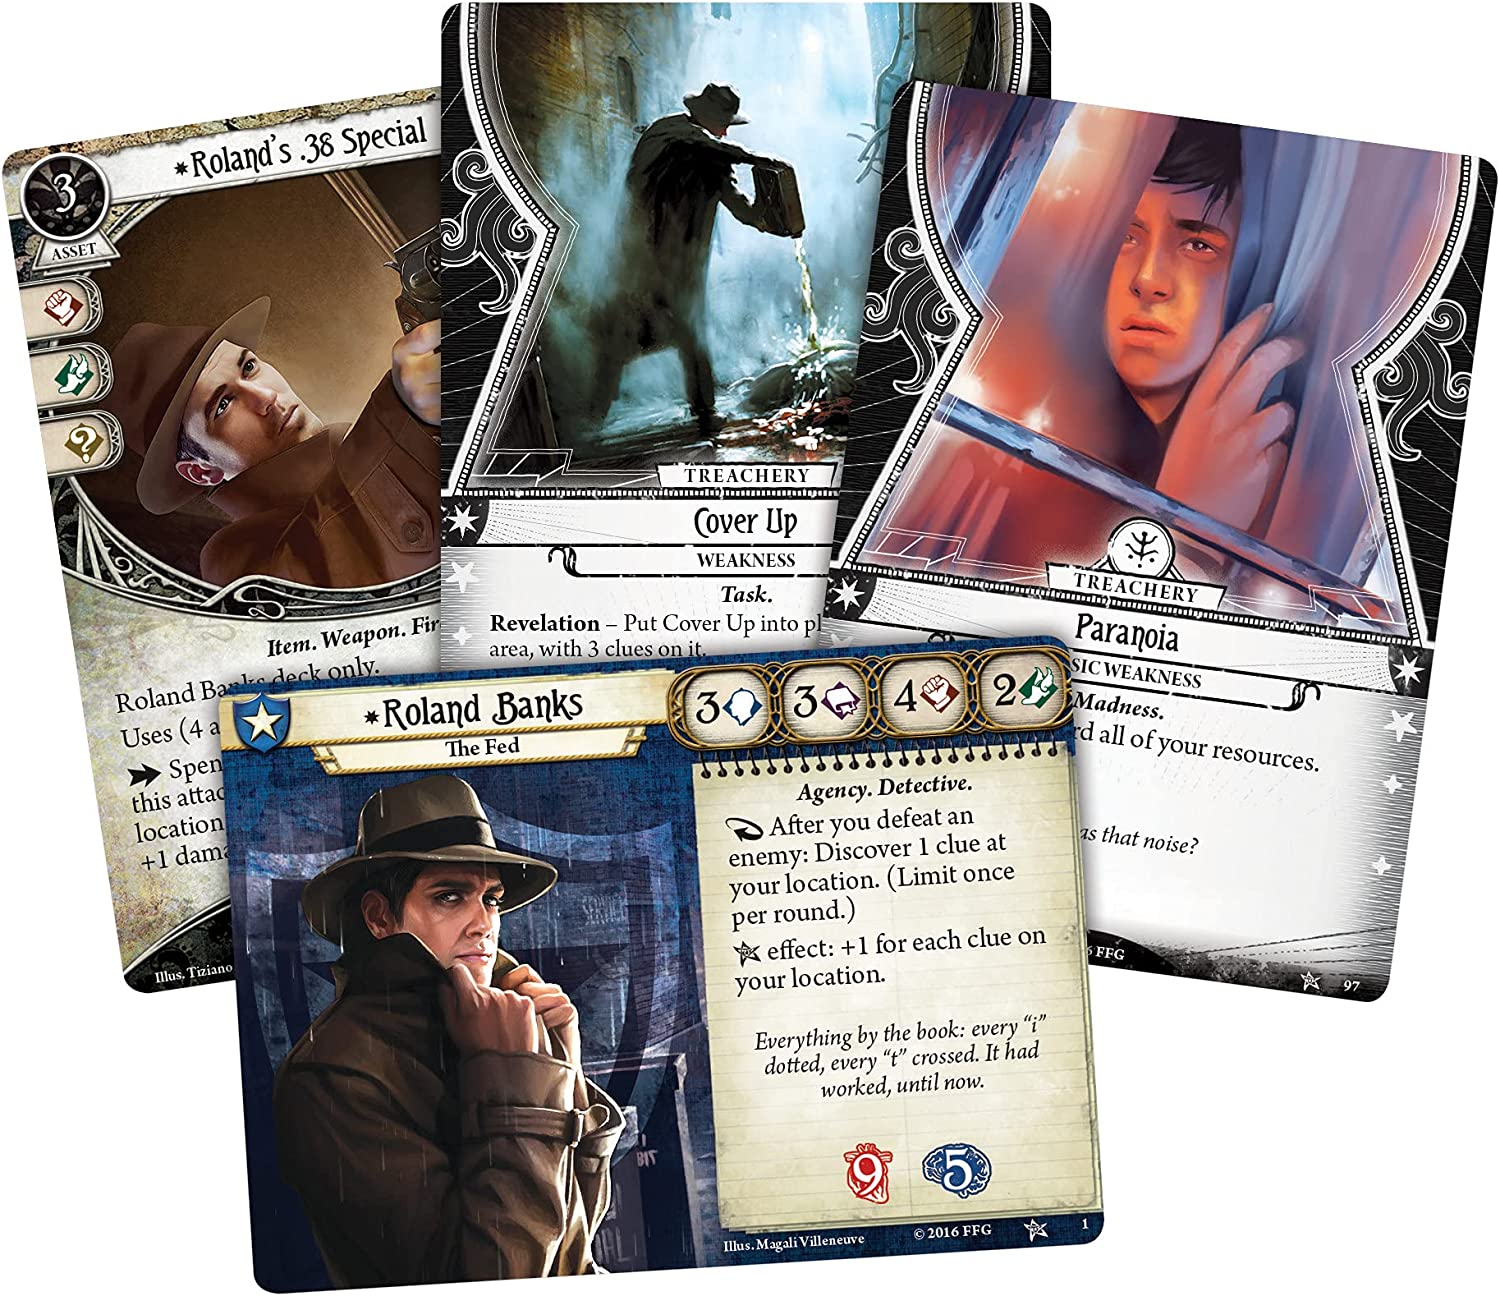 Roland's .38 Special
3
ASSET
Item. Weapon.
Roland Banks deck only.
Uses (4
Spen
this attac
location
+1 dama
Illus. Tiziano
TREACHERY
Cover Up
WEAKNESS
Task.
Revelation – Put Cover Up into
area, with 3 clues on it.
TREACHERY
Paranoia
WEAKNESS
Madness.
all of your resources.
that noise?
FFG
97
Roland Banks
The Fed
3 3 4 2
Agency. Detective.
After you defeat an
enemy: Discover 1 clue at
your location. (Limit once
per round.)
effect: +1 for each clue on
your location.
Everything by the book: every “i”
dotted, every “t” crossed. It had
worked, until now.
9 5
Illus. Magali Villeneuve
© 2016 FFG
1